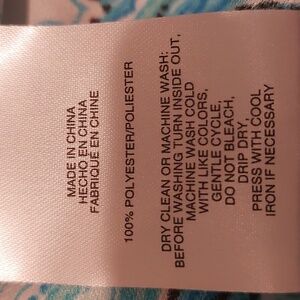 MADE IN CHINA
HECHO EN CHINA
FABRIQUÉ EN CHINE
100% POLYESTER/POLIESTER
DRY CLEAN OR MACHINE WASH:
BEFORE WASHING TURN INSIDE OUT,
MACHINE WASH COLD
WITH LIKE COLORS,
GENTLE CYCLE,
DO NOT BLEACH,
DRIP DRY,
PRESS WITH COOL
IRON IF NECESSARY